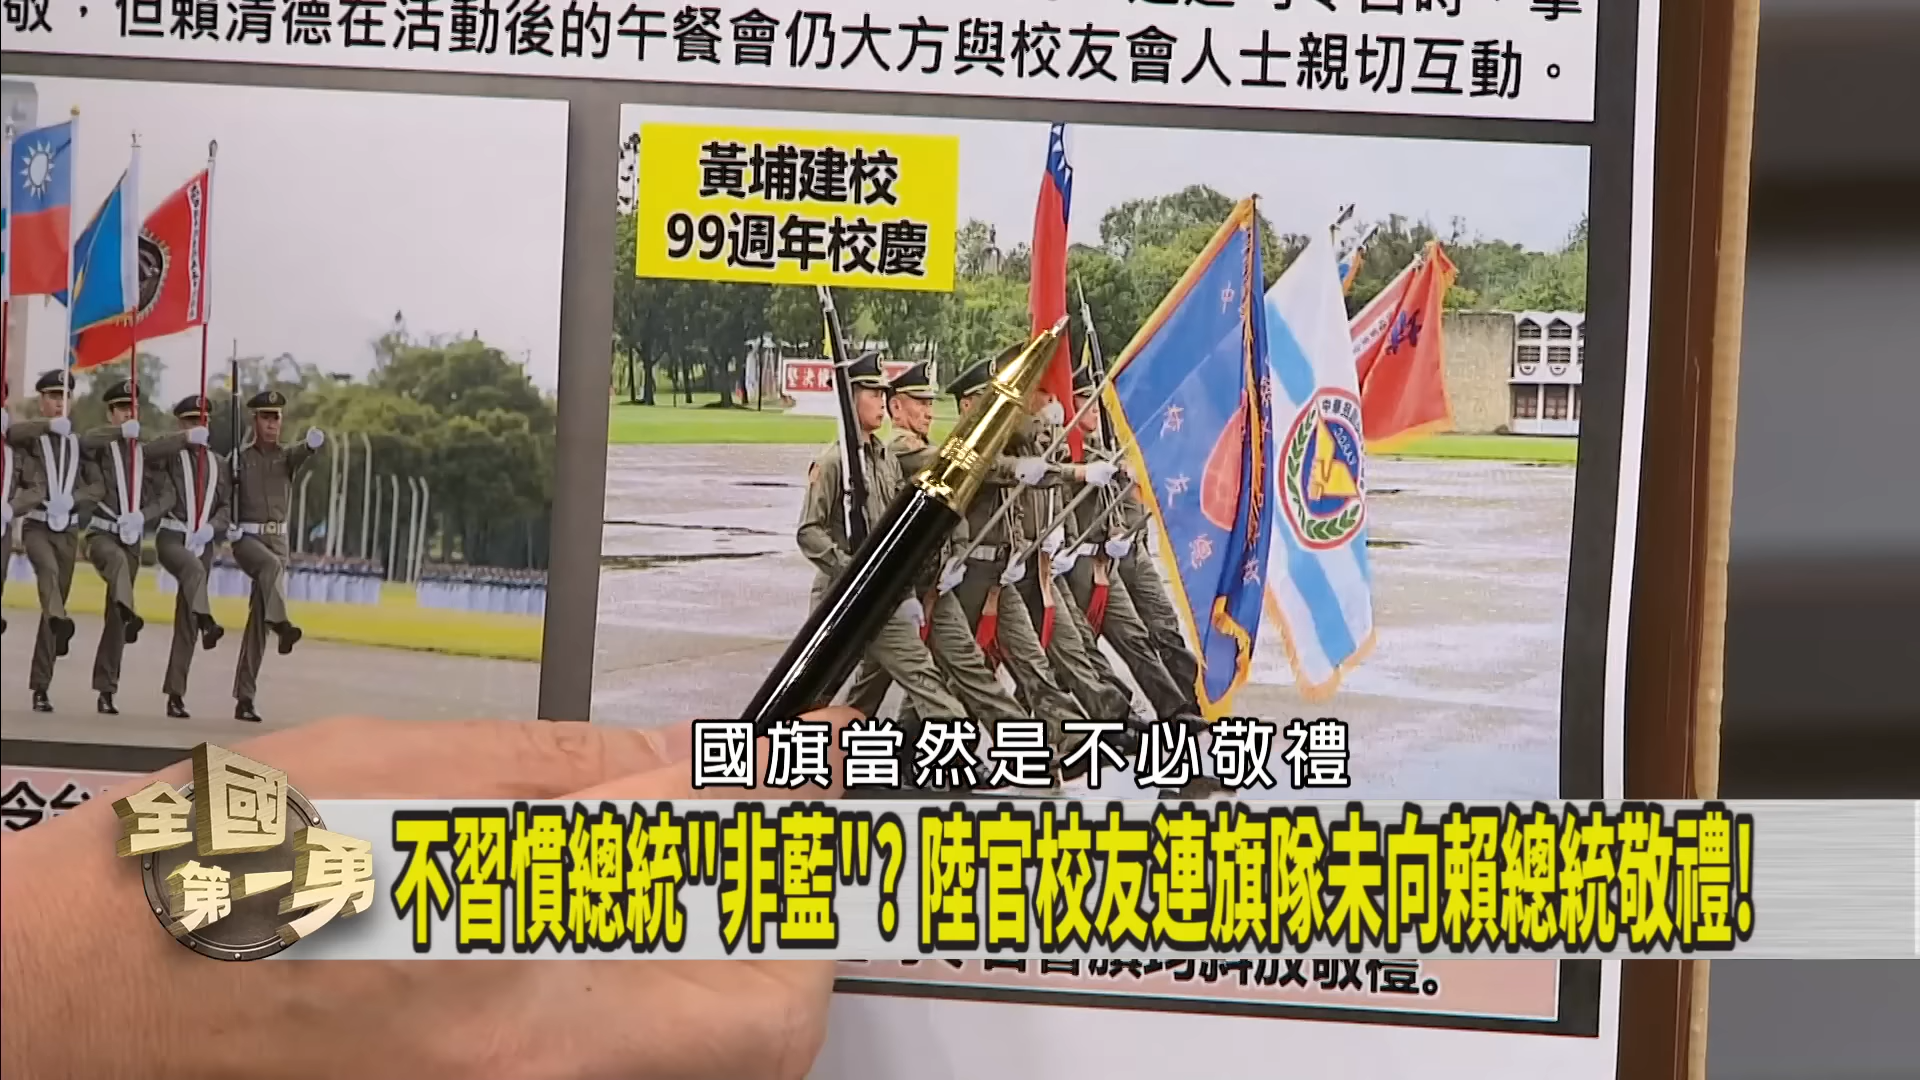 敬，但賴清德在活動後的午餐會仍大方與校友會人士親切互動。
黃埔建校
99週年校慶
國旗當然是不必敬禮
全國
第一勇
不習慣總統"非藍"？陸官校友連旗隊未向賴總統敬禮！